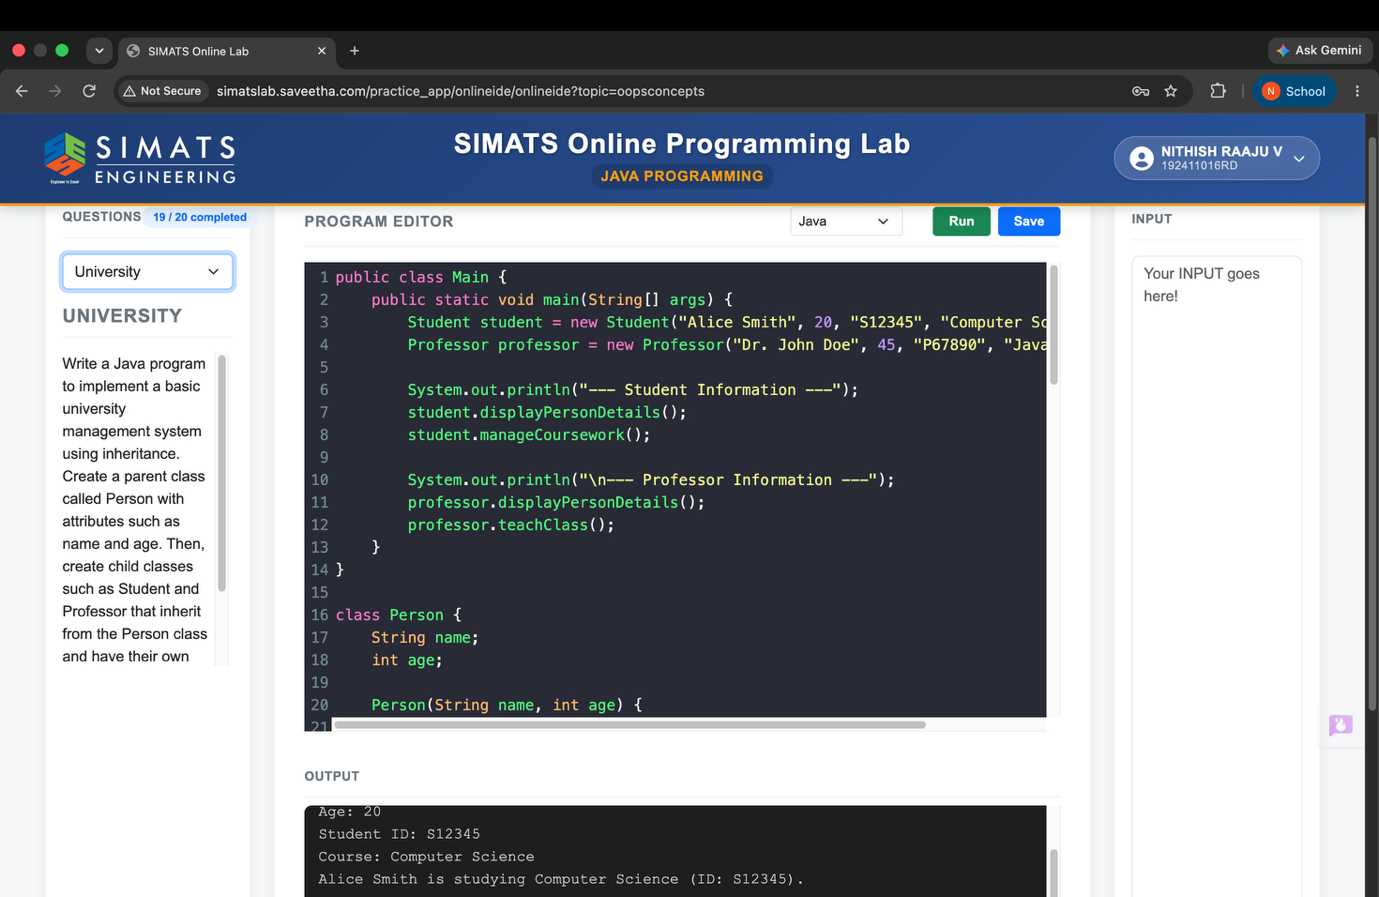 SIMATS Online Lab
Ask Gemini
Not Secure
simatslab.saveetha.com/practice_app/onlineide/onlineide?topic=oopsconcepts
N
School
SIMATS
ENGINEERING
Engineer to Excel
SIMATS Online Programming Lab
JAVA PROGRAMMING
NITHISH RAAJU V
192411016RD
QUESTIONS
19 / 20 completed
University
UNIVERSITY
Write a Java program
to implement a basic
university
management system
using inheritance.
Create a parent class
called Person with
attributes such as
name and age. Then,
create child classes
such as Student and
Professor that inherit
from the Person class
and have their own
PROGRAM EDITOR
Java
Run
Save
1 public class Main {
2     public static void main(String[] args) {
3         Student student = new Student("Alice Smith", 20, "S12345", "Computer Sc
4         Professor professor = new Professor("Dr. John Doe", 45, "P67890", "Java
5
6         System.out.println("--- Student Information ---");
7         student.displayPersonDetails();
8         student.manageCoursework();
9
10         System.out.println("\n--- Professor Information ---");
11         professor.displayPersonDetails();
12         professor.teachClass();
13     }
14 }
15
16 class Person {
17     String name;
18     int age;
19
20     Person(String name, int age) {
21
OUTPUT
Age: 20
Student ID: S12345
Course: Computer Science
Alice Smith is studying Computer Science (ID: S12345).
INPUT
Your INPUT goes
here!